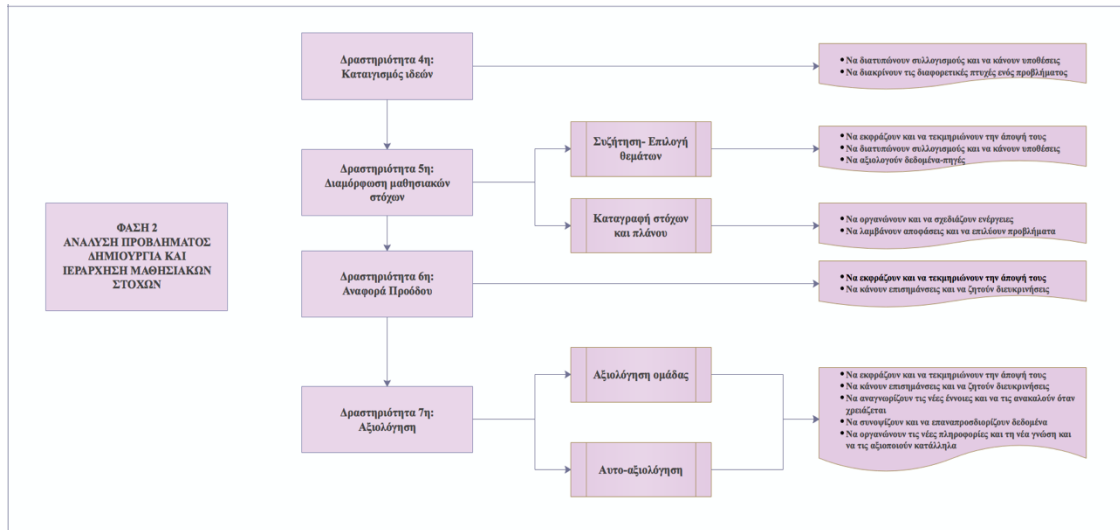 ΦΑΣΗ 2
ΑΝΑΛΥΣΗ ΠΡΟΒΛΗΜΑΤΟΣ
ΔΗΜΙΟΥΡΓΙΑ ΚΑΙ
ΙΕΡΑΡΧΗΣΗ ΜΑΘΗΣΙΑΚΩΝ
ΣΤΟΧΩΝ
Δραστηριότητα 4η:
Καταιγισμός ιδεών
• Να διατυπώνουν συλλογισμούς και να κάνουν υποθέσεις
• Να διακρίνουν τις διαφορετικές πτυχές ενός προβλήματος
Δραστηριότητα 5η:
Διαμόρφωση μαθησιακών
στόχων
Συζήτηση- Επιλογή
θεμάτων
• Να εκφράζουν και να τεκμηριώνουν την άποψή τους
• Να διατυπώνουν συλλογισμούς και να κάνουν υποθέσεις
• Να αξιολογούν δεδομένα-πηγές
Καταγραφή στόχων
και πλάνου
• Να οργανώνουν και να σχεδιάζουν ενέργειες
• Να λαμβάνουν αποφάσεις και να επιλύουν προβλήματα
Δραστηριότητα 6η:
Αναφορά Προόδου
• Να εκφράζουν και να τεκμηριώνουν την άποψή τους
• Να κάνουν επισημάνσεις και να ζητούν διευκρινήσεις
Δραστηριότητα 7η:
Αξιολόγηση
Αξιολόγηση ομάδας
Αυτο-αξιολόγηση
• Να εκφράζουν και να τεκμηριώνουν την άποψή τους
• Να κάνουν επισημάνσεις και να ζητούν διευκρινήσεις
• Να αναγνωρίζουν τις νέες έννοιες και να τις ανακαλούν όταν
χρειάζεται
• Να συνοψίζουν και να επαναπροσδιορίζουν δεδομένα
• Να οργανώνουν τις νέες πληροφορίες και τη νέα γνώση και
να τις αξιοποιούν κατάλληλα